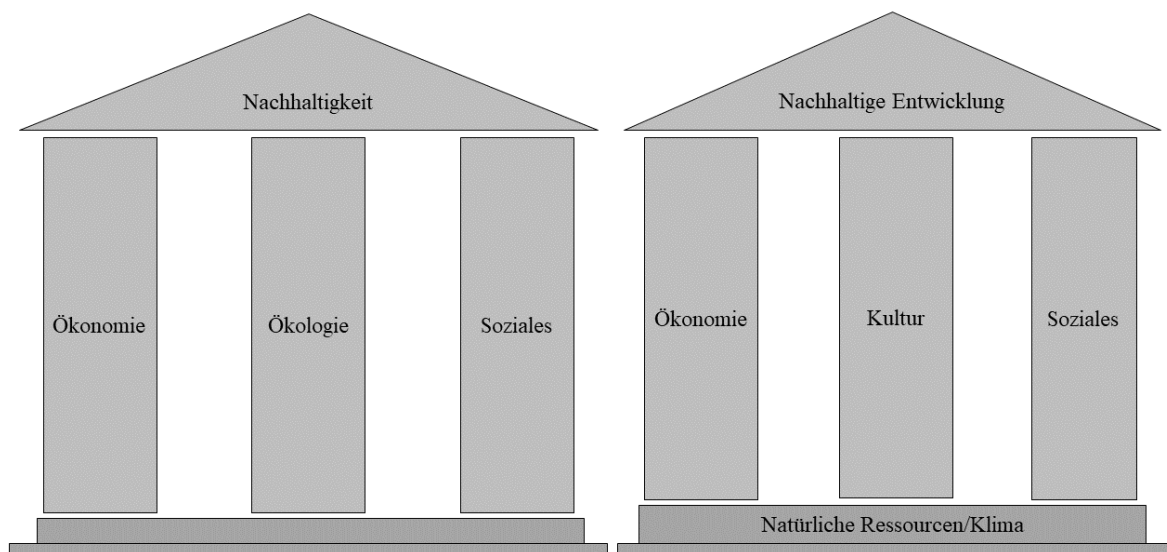 Nachhaltigkeit
Ökonomie
Ökologie
Soziales
Nachhaltige Entwicklung
Ökonomie
Kultur
Soziales
Natürliche Ressourcen/Klima